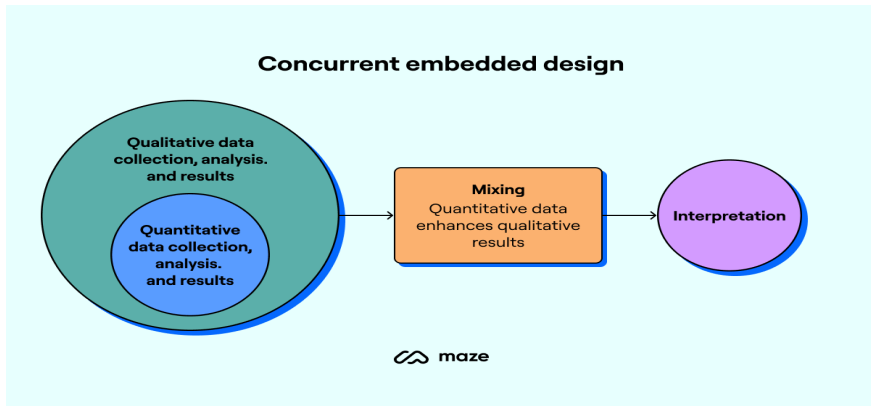 Concurrent embedded design
Qualitative data
collection, analysis.
and results
Quantitative
data collection,
analysis.
and results
Mixing
Quantitative data
enhances qualitative
results
Interpretation
maze